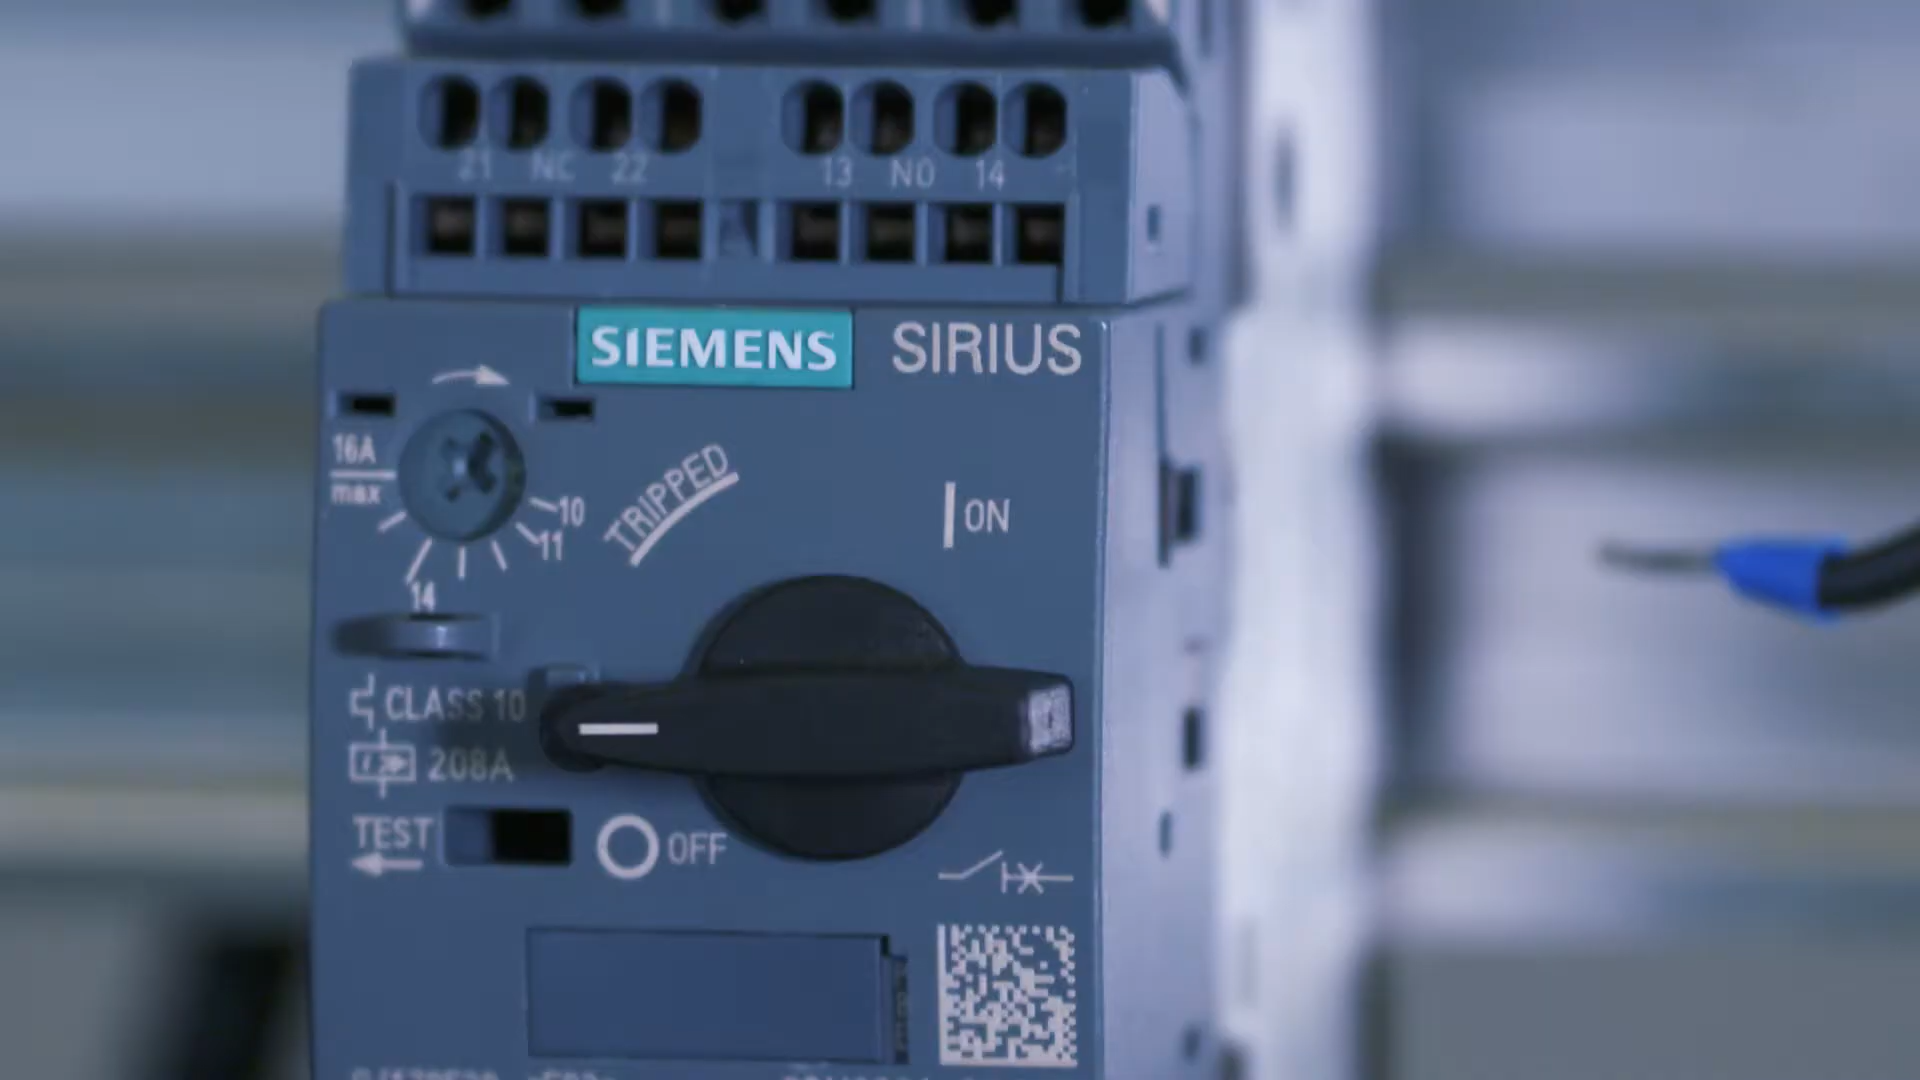 21 NC 22 13 NO 14
SIEMENS SIRIUS
16A
max
10
11
14
TRIPPED
ON
CLASS 10
208A
TEST
OFF